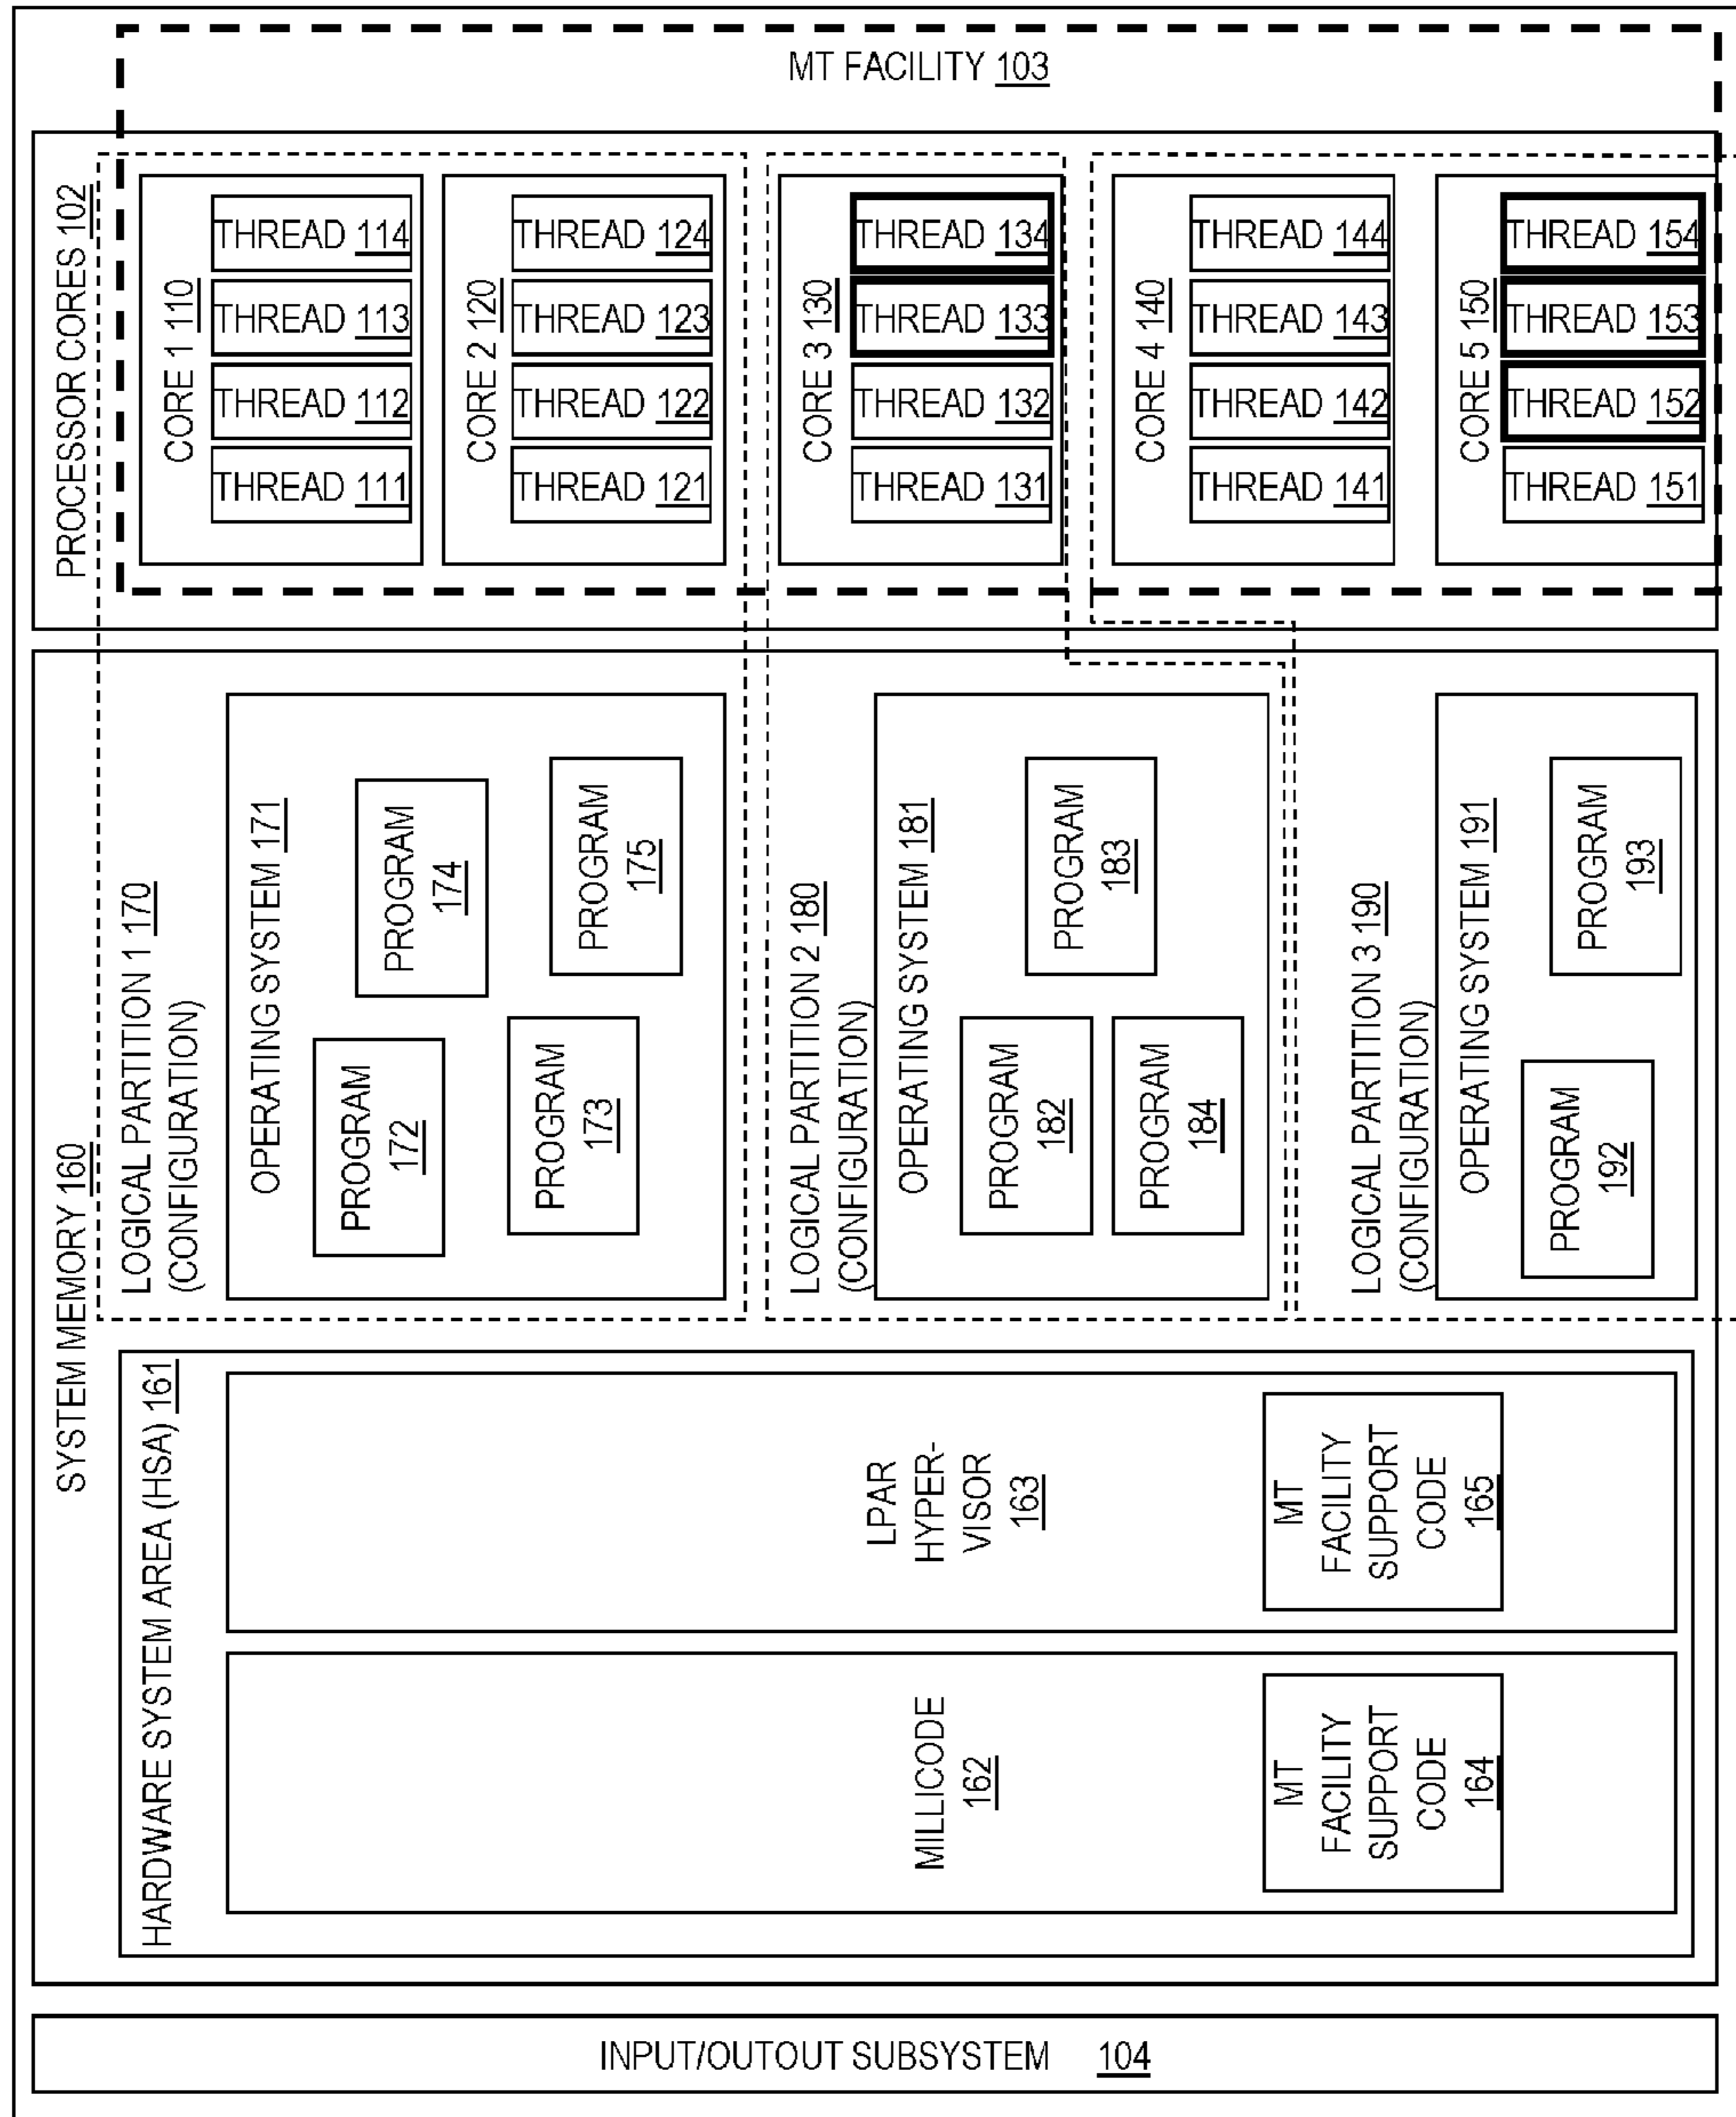 MT FACILITY 103
PROCESSOR CORES 102
CORE 1 110
THREAD 114
THREAD 113
THREAD 112
THREAD 111
CORE 2 120
THREAD 124
THREAD 123
THREAD 122
THREAD 121
CORE 3 130
THREAD 134
THREAD 133
THREAD 132
THREAD 131
CORE 4 140
THREAD 144
THREAD 143
THREAD 142
THREAD 141
CORE 5 150
THREAD 154
THREAD 153
THREAD 152
THREAD 151
SYSTEM MEMORY 160
LOGICAL PARTITION 1 170
(CONFIGURATION)
OPERATING SYSTEM 171
PROGRAM
172
PROGRAM
174
PROGRAM
173
PROGRAM
175
LOGICAL PARTITION 2 180
(CONFIGURATION)
OPERATING SYSTEM 181
PROGRAM
182
PROGRAM
183
PROGRAM
184
LOGICAL PARTITION 3 190
(CONFIGURATION)
OPERATING SYSTEM 191
PROGRAM
192
PROGRAM
193
HARDWARE SYSTEM AREA (HSA) 161
LPAR
HYPER-
VISOR
163
MT
FACILITY
SUPPORT
CODE
165
MILLICODE
162
MT
FACILITY
SUPPORT
CODE
164
INPUT/OUTOUT SUBSYSTEM 104